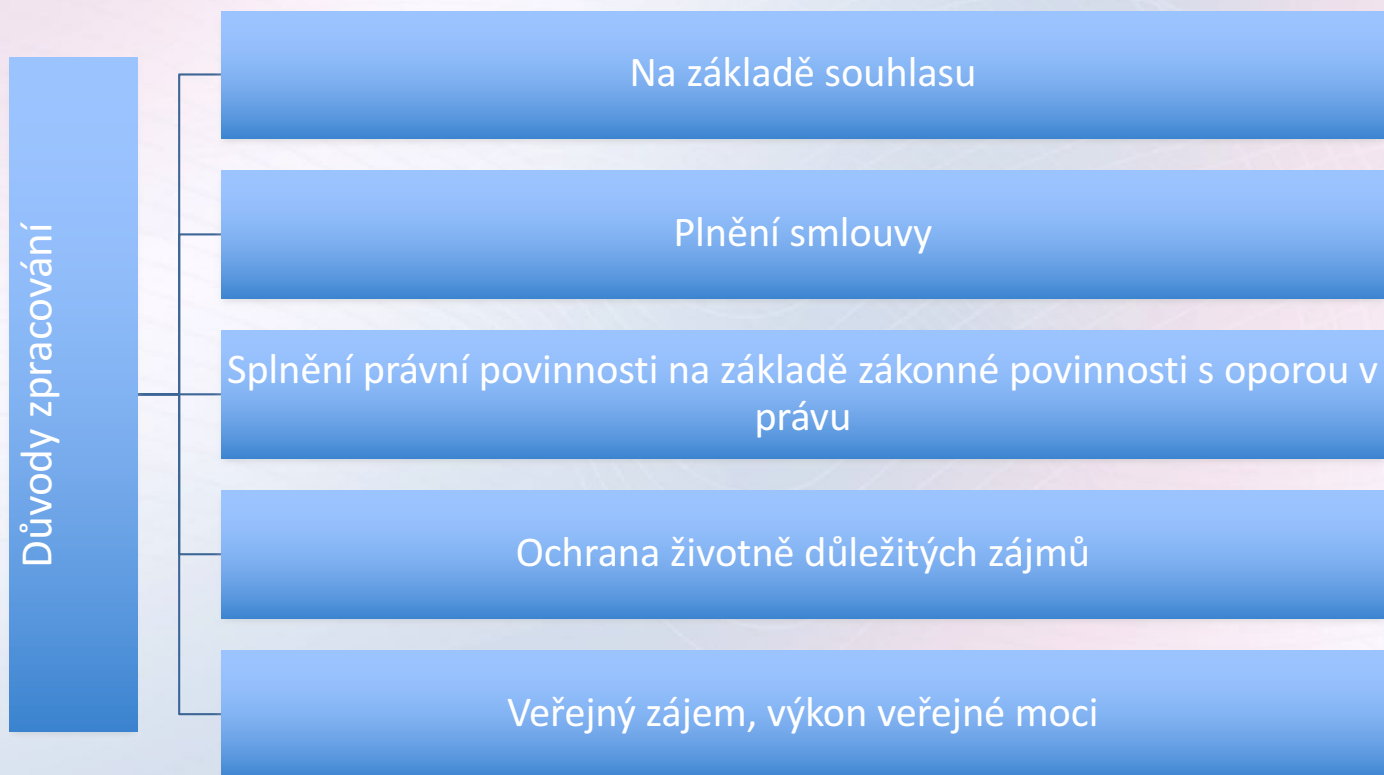 Důvody zpracování
Na základě souhlasu
Plnění smlouvy
Splnění právní povinnosti na základě zákonné povinnosti s oporou v
právu
Ochrana životně důležitých zájmů
Veřejný zájem, výkon veřejné moci